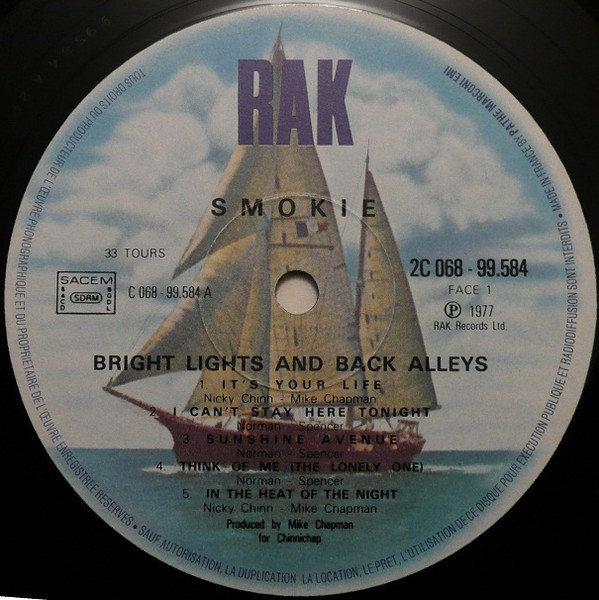 RAK
SMOKIE
33 TOURS
SACEM
SACD
SDRM
SGDL
C 068 - 99.584 A
2C 068 - 99.584
FACE 1
Ⓟ 1977
RAK Records Ltd.
BRIGHT LIGHTS AND BACK ALLEYS
1. IT'S YOUR LIFE
Nicky Chinn - Mike Chapman
2. I CAN'T STAY HERE TONIGHT
Norman - Spencer
3. SUNSHINE AVENUE
Norman - Spencer
4. THINK OF ME (THE LONELY ONE)
Norman - Spencer
5. IN THE HEAT OF THE NIGHT
Nicky Chinn - Mike Chapman
Produced by Mike Chapman
for Chinnichap
TOUS DROITS DU PRODUCTEUR DE L'ŒUVRE PHONOGRAPHIQUE ET DU PROPRIETAIRE DE L'ŒUVRE ENREGISTREE RESERVES • SAUF AUTORISATION, LA DUPLICATION LA LOCATION, LE PRET, L'UTILISATION DE CE DISQUE POUR EXECUTION PUBLIQUE ET RADIODIFFUSION SONT INTERDITS • MADE IN FRANCE BY PATHE MARCONI EMI